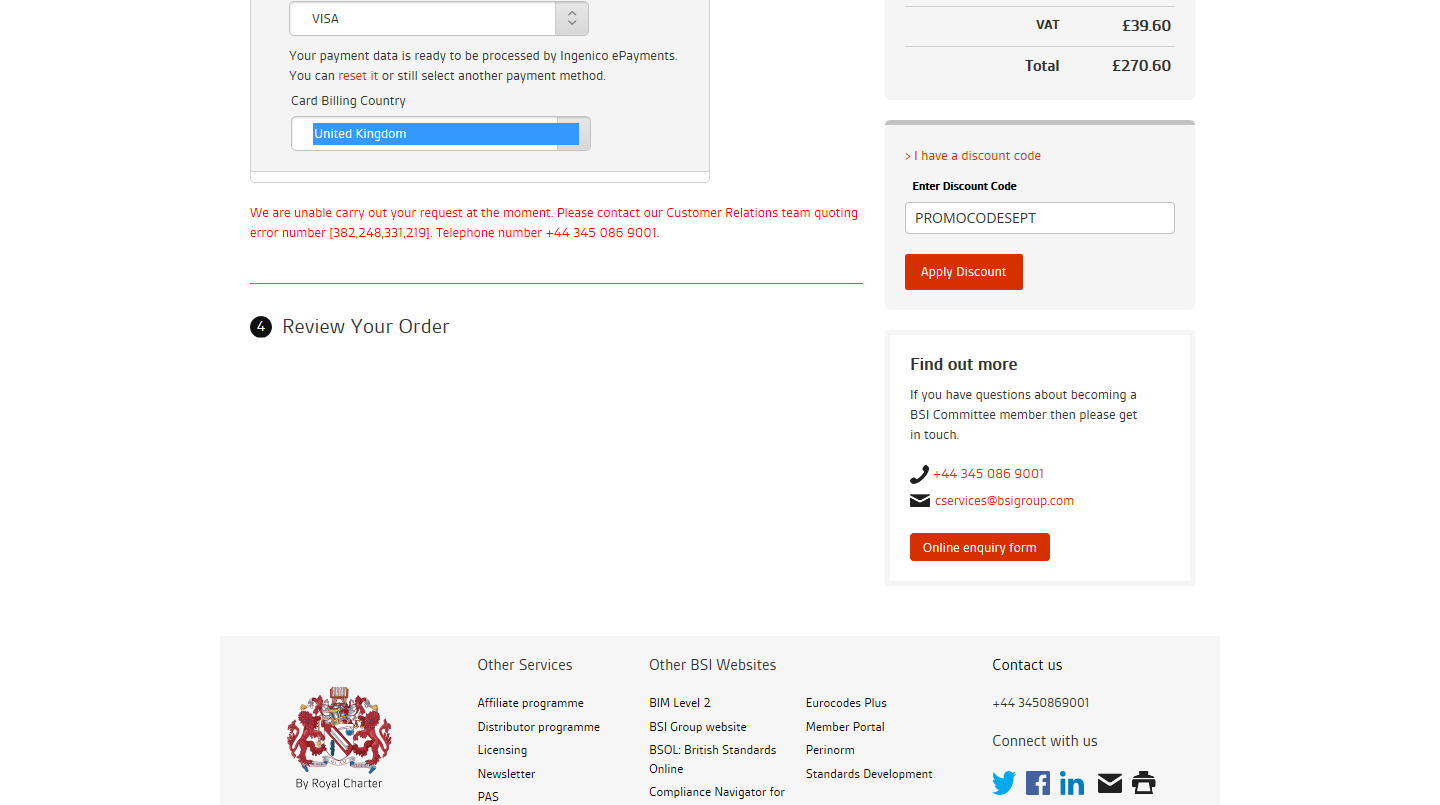 VISA
Your payment data is ready to be processed by Ingenico ePayments.
You can reset it or still select another payment method.
Card Billing Country
United Kingdom
We are unable carry out your request at the moment. Please contact our Customer Relations team quoting
error number [382,248,331,219]. Telephone number +44 345 086 9001.
4 Review Your Order
VAT £39.60
Total £270.60
> I have a discount code
Enter Discount Code
PROMOCODESEPT
Apply Discount
Find out more
If you have questions about becoming a
BSI Committee member then please get
in touch.
+44 345 086 9001
cservices@bsigroup.com
Online enquiry form
By Royal Charter
Other Services
Affiliate programme
Distributor programme
Licensing
Newsletter
PAS
Other BSI Websites
BIM Level 2
BSI Group website
BSOL: British Standards
Online
Compliance Navigator for
Eurocodes Plus
Member Portal
Perinorm
Standards Development
Contact us
+44 3450869001
Connect with us